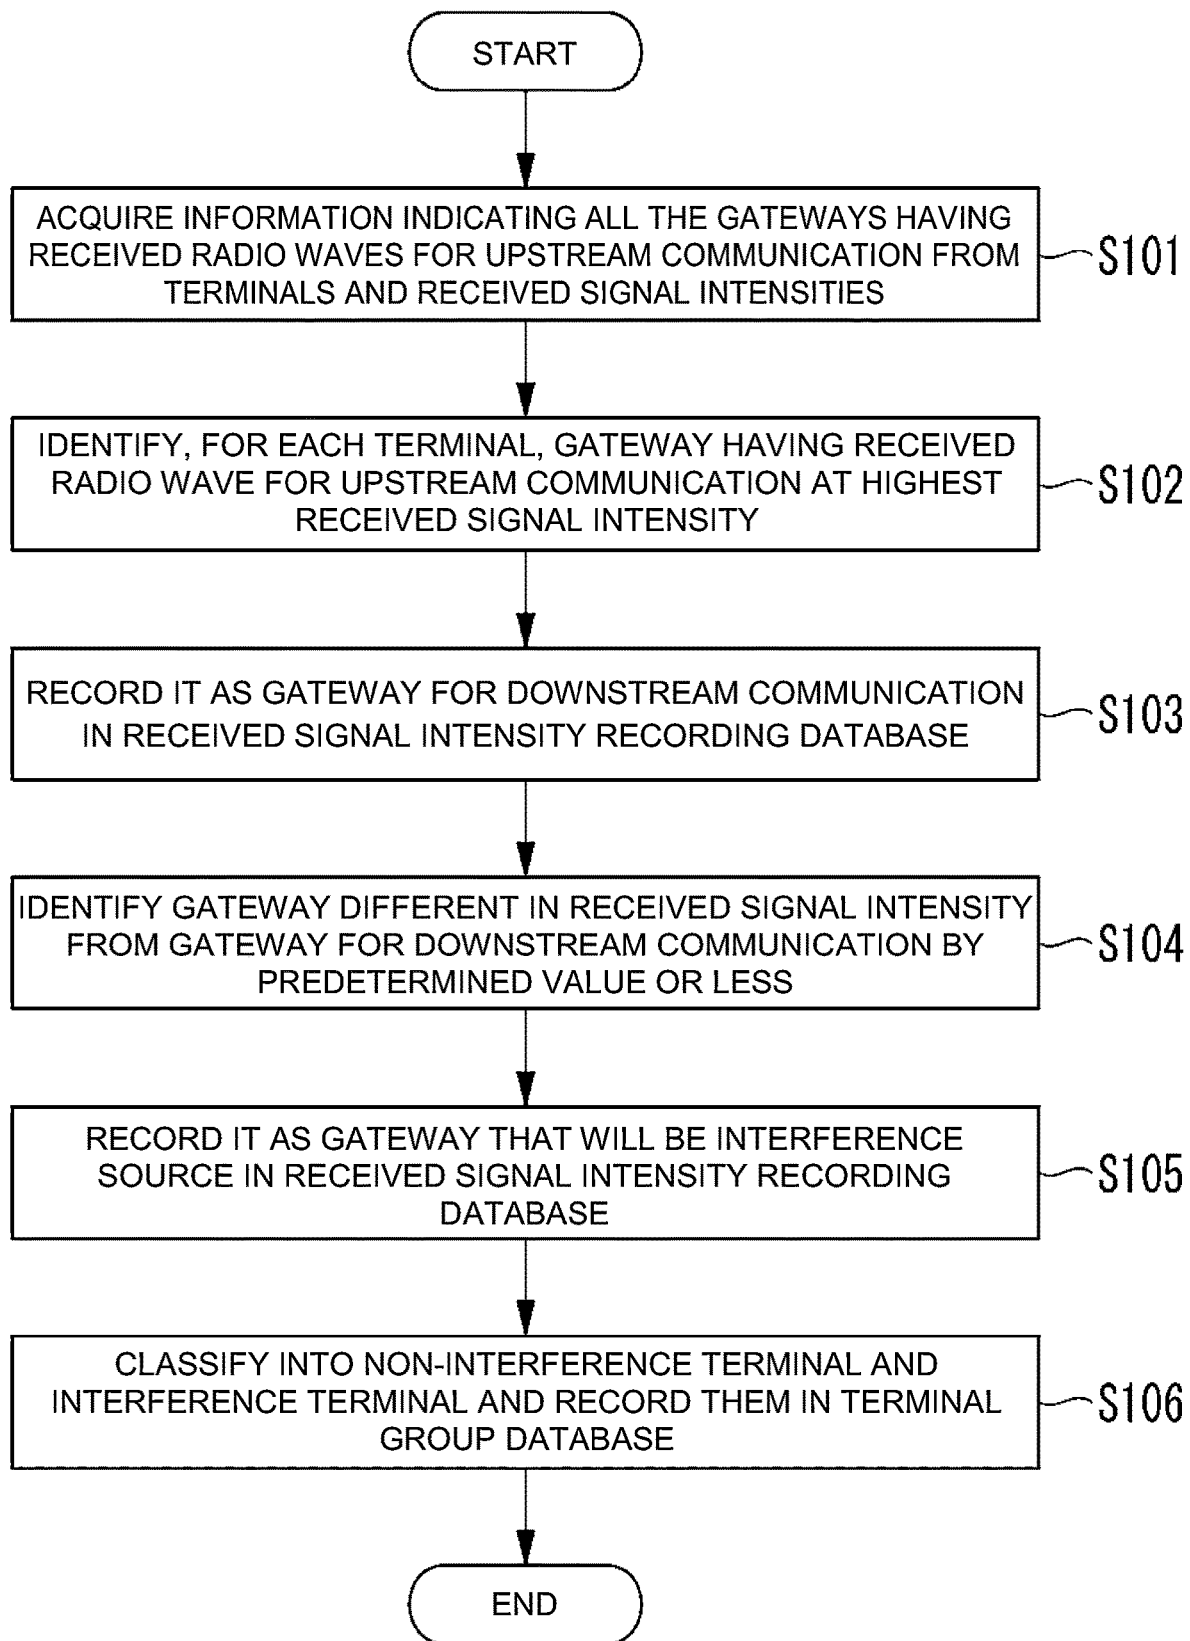 START
ACQUIRE INFORMATION INDICATING ALL THE GATEWAYS HAVING
RECEIVED RADIO WAVES FOR UPSTREAM COMMUNICATION FROM
TERMINALS AND RECEIVED SIGNAL INTENSITIES
S101
IDENTIFY, FOR EACH TERMINAL, GATEWAY HAVING RECEIVED
RADIO WAVE FOR UPSTREAM COMMUNICATION AT HIGHEST
RECEIVED SIGNAL INTENSITY
S102
RECORD IT AS GATEWAY FOR DOWNSTREAM COMMUNICATION
IN RECEIVED SIGNAL INTENSITY RECORDING DATABASE
S103
IDENTIFY GATEWAY DIFFERENT IN RECEIVED SIGNAL INTENSITY
FROM GATEWAY FOR DOWNSTREAM COMMUNICATION BY
PREDETERMINED VALUE OR LESS
S104
RECORD IT AS GATEWAY THAT WILL BE INTERFERENCE
SOURCE IN RECEIVED SIGNAL INTENSITY RECORDING
DATABASE
S105
CLASSIFY INTO NON-INTERFERENCE TERMINAL AND
INTERFERENCE TERMINAL AND RECORD THEM IN TERMINAL
GROUP DATABASE
S106
END